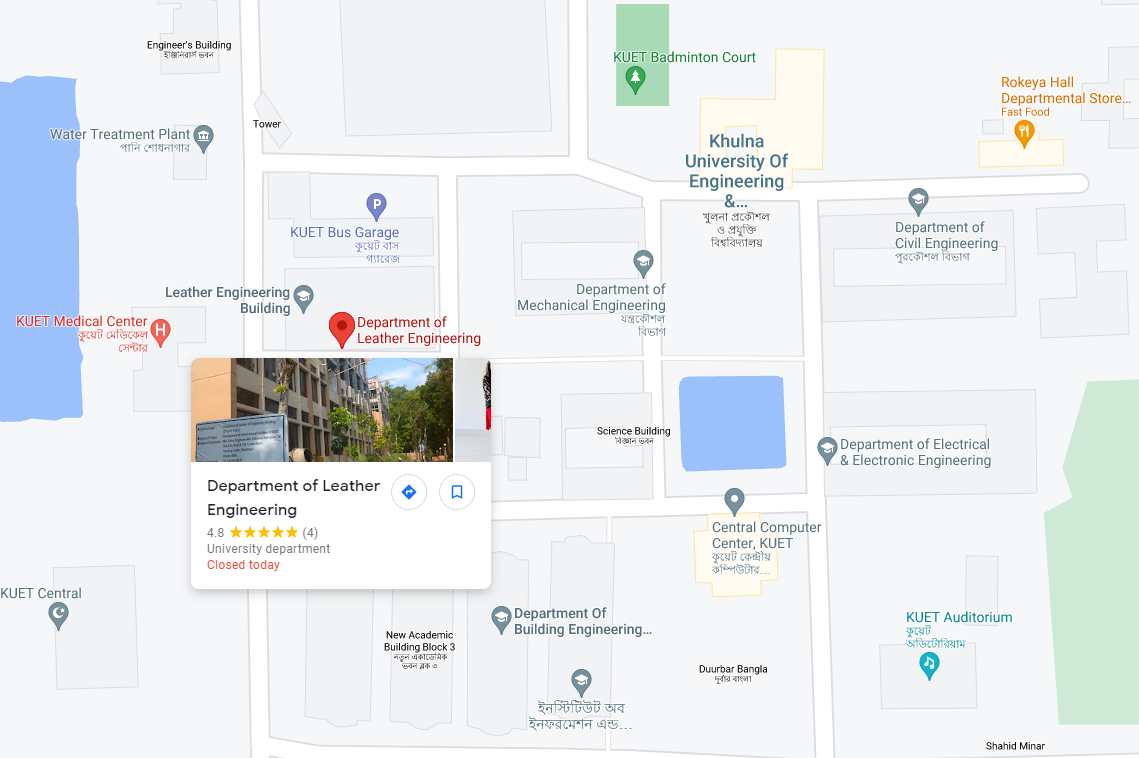 Engineer's Building
ইঞ্জিনিয়ার্স ভবন
KUET Badminton Court
Rokeya Hall
Departmental Store...
Fast Food
Water Treatment Plant
পানি শোধনাগার
Tower
Khulna
University Of
Engineering
&...
খুলনা প্রকৌশল
ও প্রযুক্তি
বিশ্ববিদ্যালয়
P
KUET Bus Garage
কুয়েট বাস
গ্যারেজ
Department of
Civil Engineering
পুরকৌশল বিভাগ
Leather Engineering
Building
Department of
Mechanical Engineering
যন্ত্রকৌশল
বিভাগ
KUET Medical Center
কুয়েট মেডিকেল
সেন্টার
H
Department of
Leather Engineering
Science Building
বিজ্ঞান ভবন
Department of Electrical
& Electronic Engineering
Department of Leather
Engineering
4.8 ★★★★★ (4)
University department
Closed today
Central Computer
Center, KUET
কুয়েট কেন্দ্রীয়
কম্পিউটার...
KUET Central
New Academic
Building Block 3
নতুন একাডেমিক
ভবন ব্লক ৩
Department Of
Building Engineering...
KUET Auditorium
কুয়েট
অডিটোরিয়াম
Duurbar Bangla
দুর্বার বাংলা
ইনস্টিটিউট অব
ইনফরমেশন এন্ড...
Shahid Minar